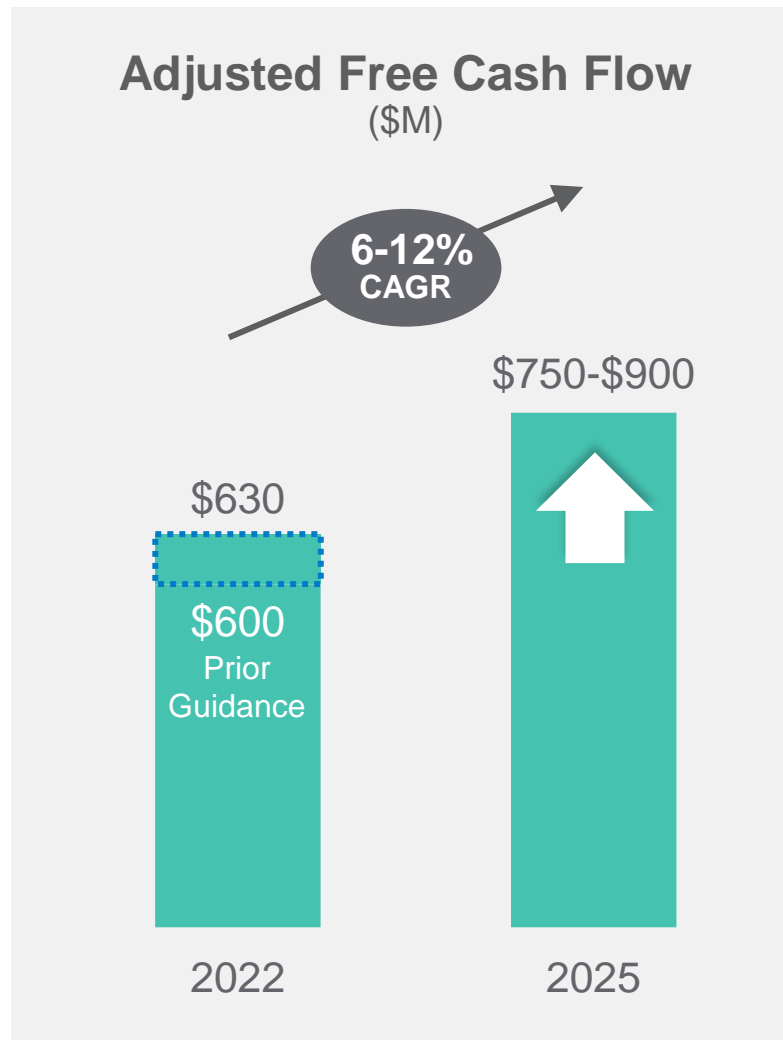 Adjusted Free Cash Flow
($M)
6-12%
CAGR
$750-$900
$630
$600
Prior
Guidance
2022
2025